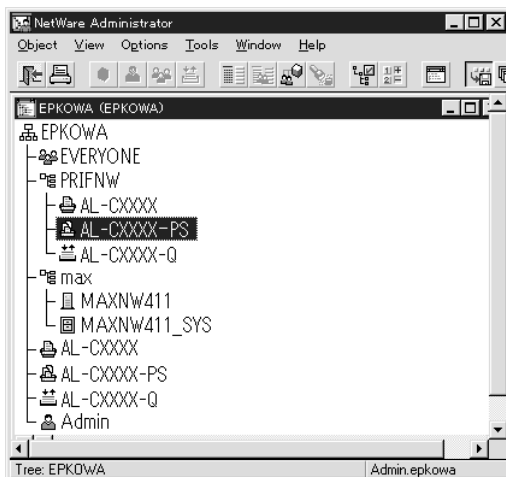 NetWare Administrator
Object View Options Tools Window Help
EPKOWA (EPKOWA)
EPKOWA
EVERYONE
PRIFNW
AL-CXXXX
AL-CXXXX-PS
AL-CXXXX-Q
max
MAXNW411
MAXNW411_SYS
AL-CXXXX
AL-CXXXX-PS
AL-CXXXX-Q
Admin
Tree: EPKOWA Admin.epkowa